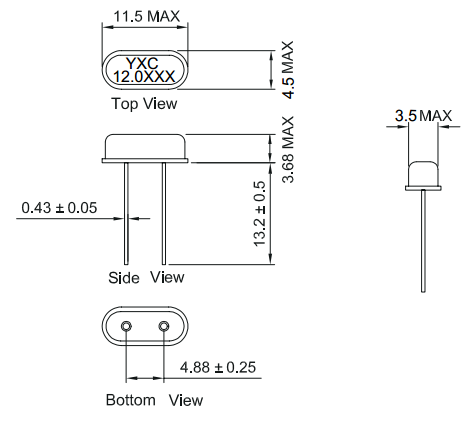 11.5 MAX
YXC
12.0XXX
4.5 MAX
Top View
3.68 MAX
3.5 MAX
0.43 ± 0.05
13.2 ± 0.5
Side View
4.88 ± 0.25
Bottom View